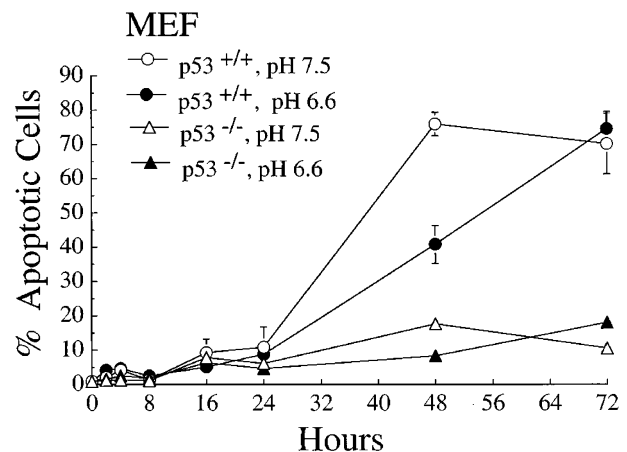 MEF
p53 +/+, pH 7.5
p53 +/+, pH 6.6
p53 -/-, pH 7.5
p53 -/-, pH 6.6
% Apoptotic Cells
90
80
70
60
50
40
30
20
10
0
0 8 16 24 32 40 48 56 64 72
Hours